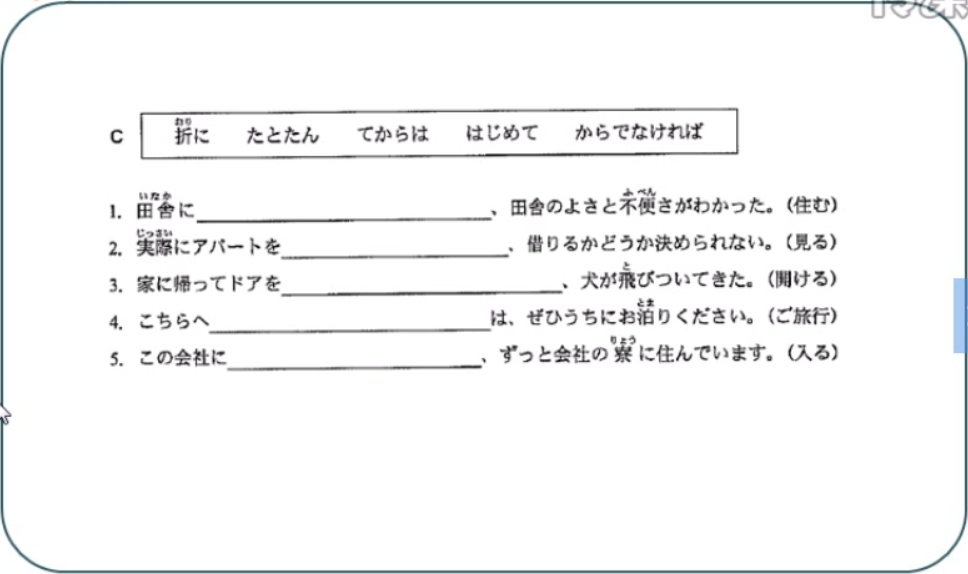 C 折に たとたん てからは はじめて からでなければ
1. 田舎に＿＿＿＿＿＿＿＿、田舎のよさと不便さがわかった。（住む）
2. 実際にアパートを＿＿＿＿＿＿＿＿、借りるかどうか決められない。（見る）
3. 家に帰ってドアを＿＿＿＿＿＿＿＿、犬が飛びついてきた。（開ける）
4. こちらへ＿＿＿＿＿＿＿＿は、ぜひうちにお泊りください。（ご旅行）
5. この会社に＿＿＿＿＿＿＿＿、ずっと会社の寮に住んでいます。（入る）